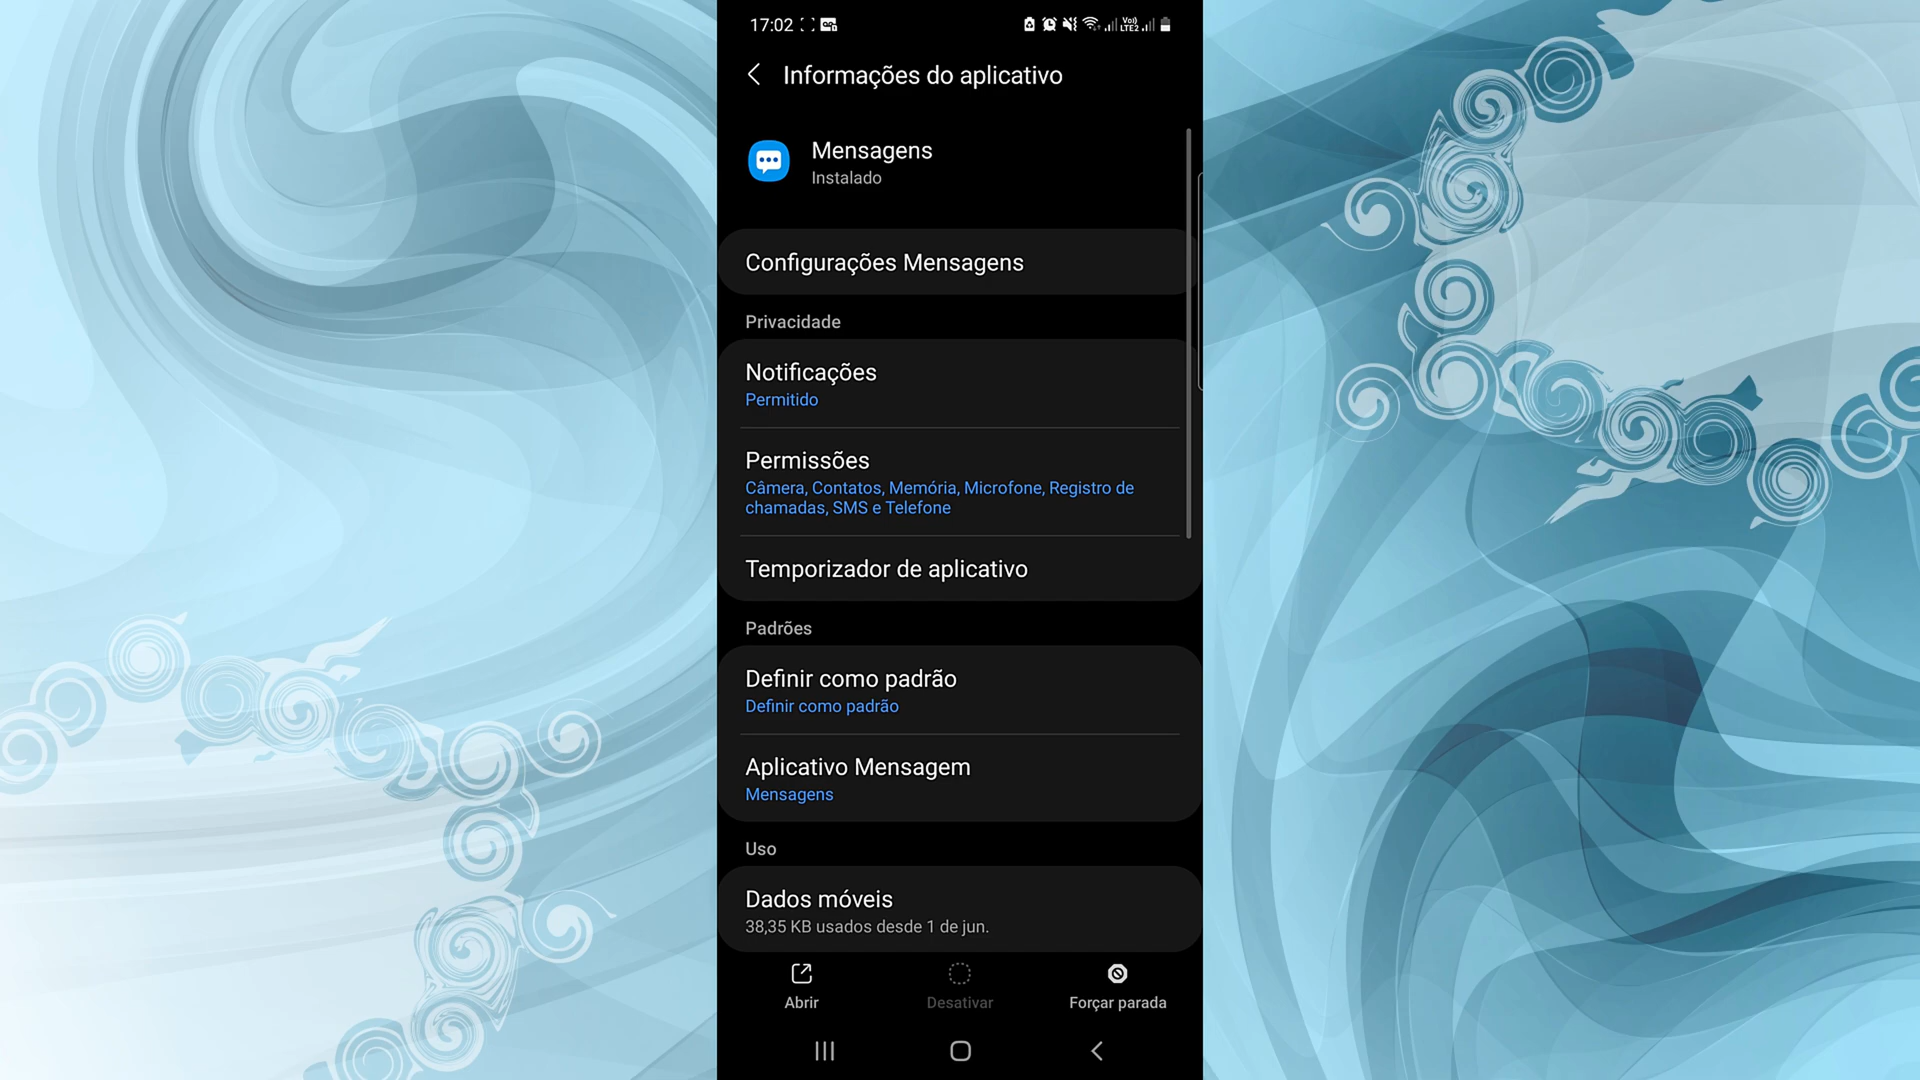 17:02
Vo))
LTE2
Informações do aplicativo
Mensagens
Instalado
Configurações Mensagens
Privacidade
Notificações
Permitido
Permissões
Câmera, Contatos, Memória, Microfone, Registro de
chamadas, SMS e Telefone
Temporizador de aplicativo
Padrões
Definir como padrão
Definir como padrão
Aplicativo Mensagem
Mensagens
Uso
Dados móveis
38,35 KB usados desde 1 de jun.
Abrir
Desativar
Forçar parada